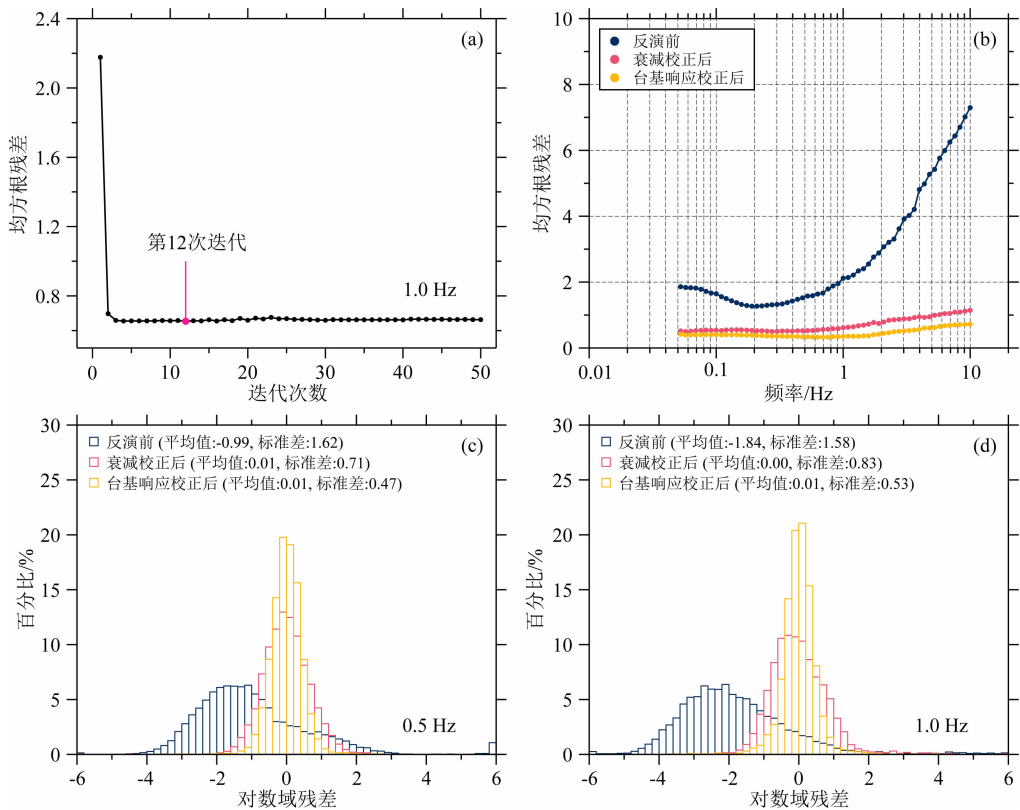 2.4
2.0
1.6
1.2
0.8
均方根残差
(a)
第12次迭代
1.0 Hz
0
10
20
30
40
50
迭代次数
10
8
6
4
2
0
均方根残差
(b)
反演前
衰减校正后
台基响应校正后
0.01
0.1
1
10
频率/Hz
30
25
20
15
10
5
0
百分比/%
(c)
反演前 (平均值:-0.99, 标准差:1.62)
衰减校正后 (平均值:0.01, 标准差:0.71)
台基响应校正后 (平均值:0.01, 标准差:0.47)
0.5 Hz
-6
-4
-2
0
2
4
6
对数域残差
30
25
20
15
10
5
0
百分比/%
(d)
反演前 (平均值:-1.84, 标准差:1.58)
衰减校正后 (平均值:0.00, 标准差:0.83)
台基响应校正后 (平均值:0.01, 标准差:0.53)
1.0 Hz
-6
-4
-2
0
2
4
6
对数域残差